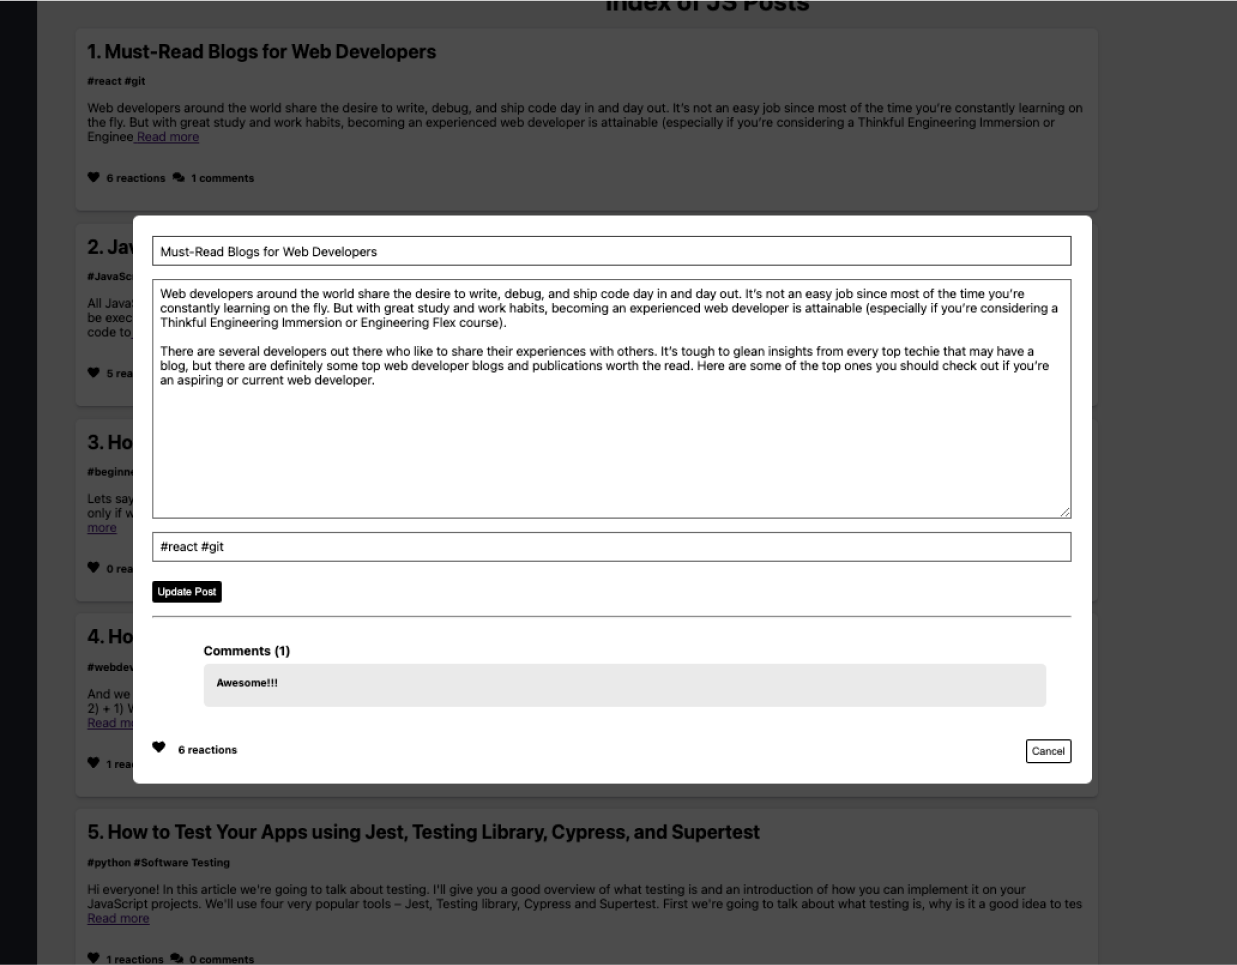 Index of JS Posts
1. Must-Read Blogs for Web Developers
#react #git
Web developers around the world share the desire to write, debug, and ship code day in and day out. It's not an easy job since most of the time you're constantly learning on
the fly. But with great study and work habits, becoming an experienced web developer is attainable (especially if you're considering a Thinkful Engineering Immersion or
Enginee Read more
6 reactions 1 comments
2. Jav
#JavaSc
All Java
be exec
code to
5 rea
3. Ho
#beginne
Lets say
only if w
more
0 rea
4. Ho
#webdev
And we
2) + 1) W
Read m
1 rea
Must-Read Blogs for Web Developers
Web developers around the world share the desire to write, debug, and ship code day in and day out. It's not an easy job since most of the time you're
constantly learning on the fly. But with great study and work habits, becoming an experienced web developer is attainable (especially if you're considering a
Thinkful Engineering Immersion or Engineering Flex course).
There are several developers out there who like to share their experiences with others. It's tough to glean insights from every top techie that may have a
blog, but there are definitely some top web developer blogs and publications worth the read. Here are some of the top ones you should check out if you're
an aspiring or current web developer.
#react #git
Update Post
Comments (1)
Awesome!!!
6 reactions
Cancel
5. How to Test Your Apps using Jest, Testing Library, Cypress, and Supertest
#python #Software Testing
Hi everyone! In this article we're going to talk about testing. I'll give you a good overview of what testing is and an introduction of how you can implement it on your
JavaScript projects. We'll use four very popular tools – Jest, Testing library, Cypress and Supertest. First we're going to talk about what testing is, why is it a good idea to tes
Read more
1 reactions 0 comments